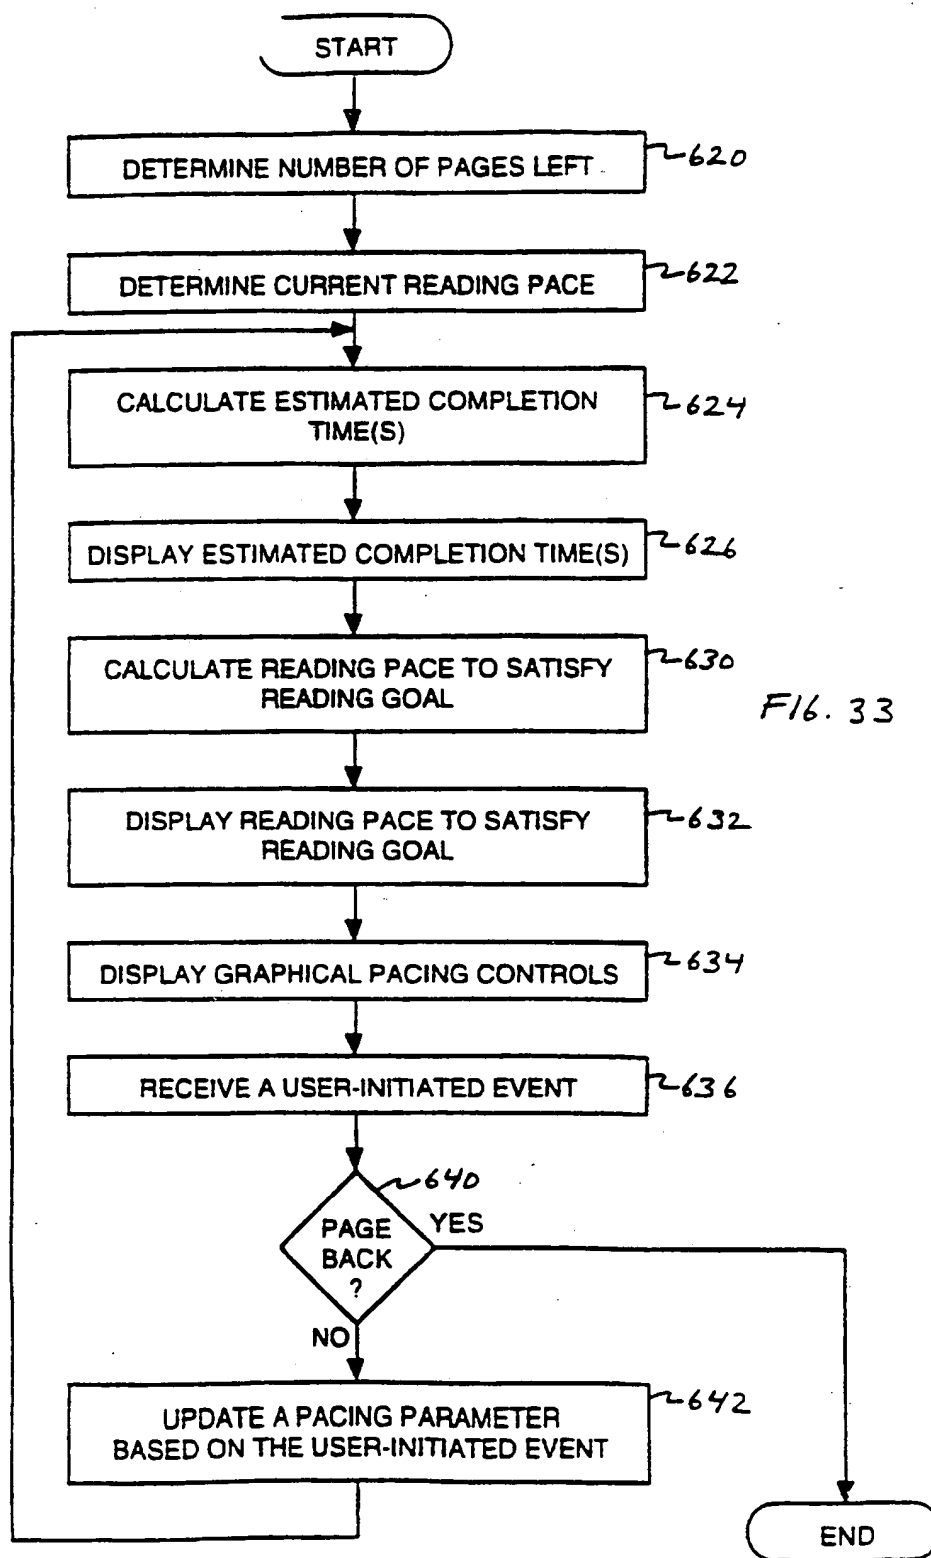 START
DETERMINE NUMBER OF PAGES LEFT
620
DETERMINE CURRENT READING PACE
622
CALCULATE ESTIMATED COMPLETION
TIME(S)
624
DISPLAY ESTIMATED COMPLETION TIME(S)
626
CALCULATE READING PACE TO SATISFY
READING GOAL
630
FIG. 33
DISPLAY READING PACE TO SATISFY
READING GOAL
632
DISPLAY GRAPHICAL PACING CONTROLS
634
RECEIVE A USER-INITIATED EVENT
636
640
PAGE
BACK
?
YES
NO
UPDATE A PACING PARAMETER
BASED ON THE USER-INITIATED EVENT
642
END